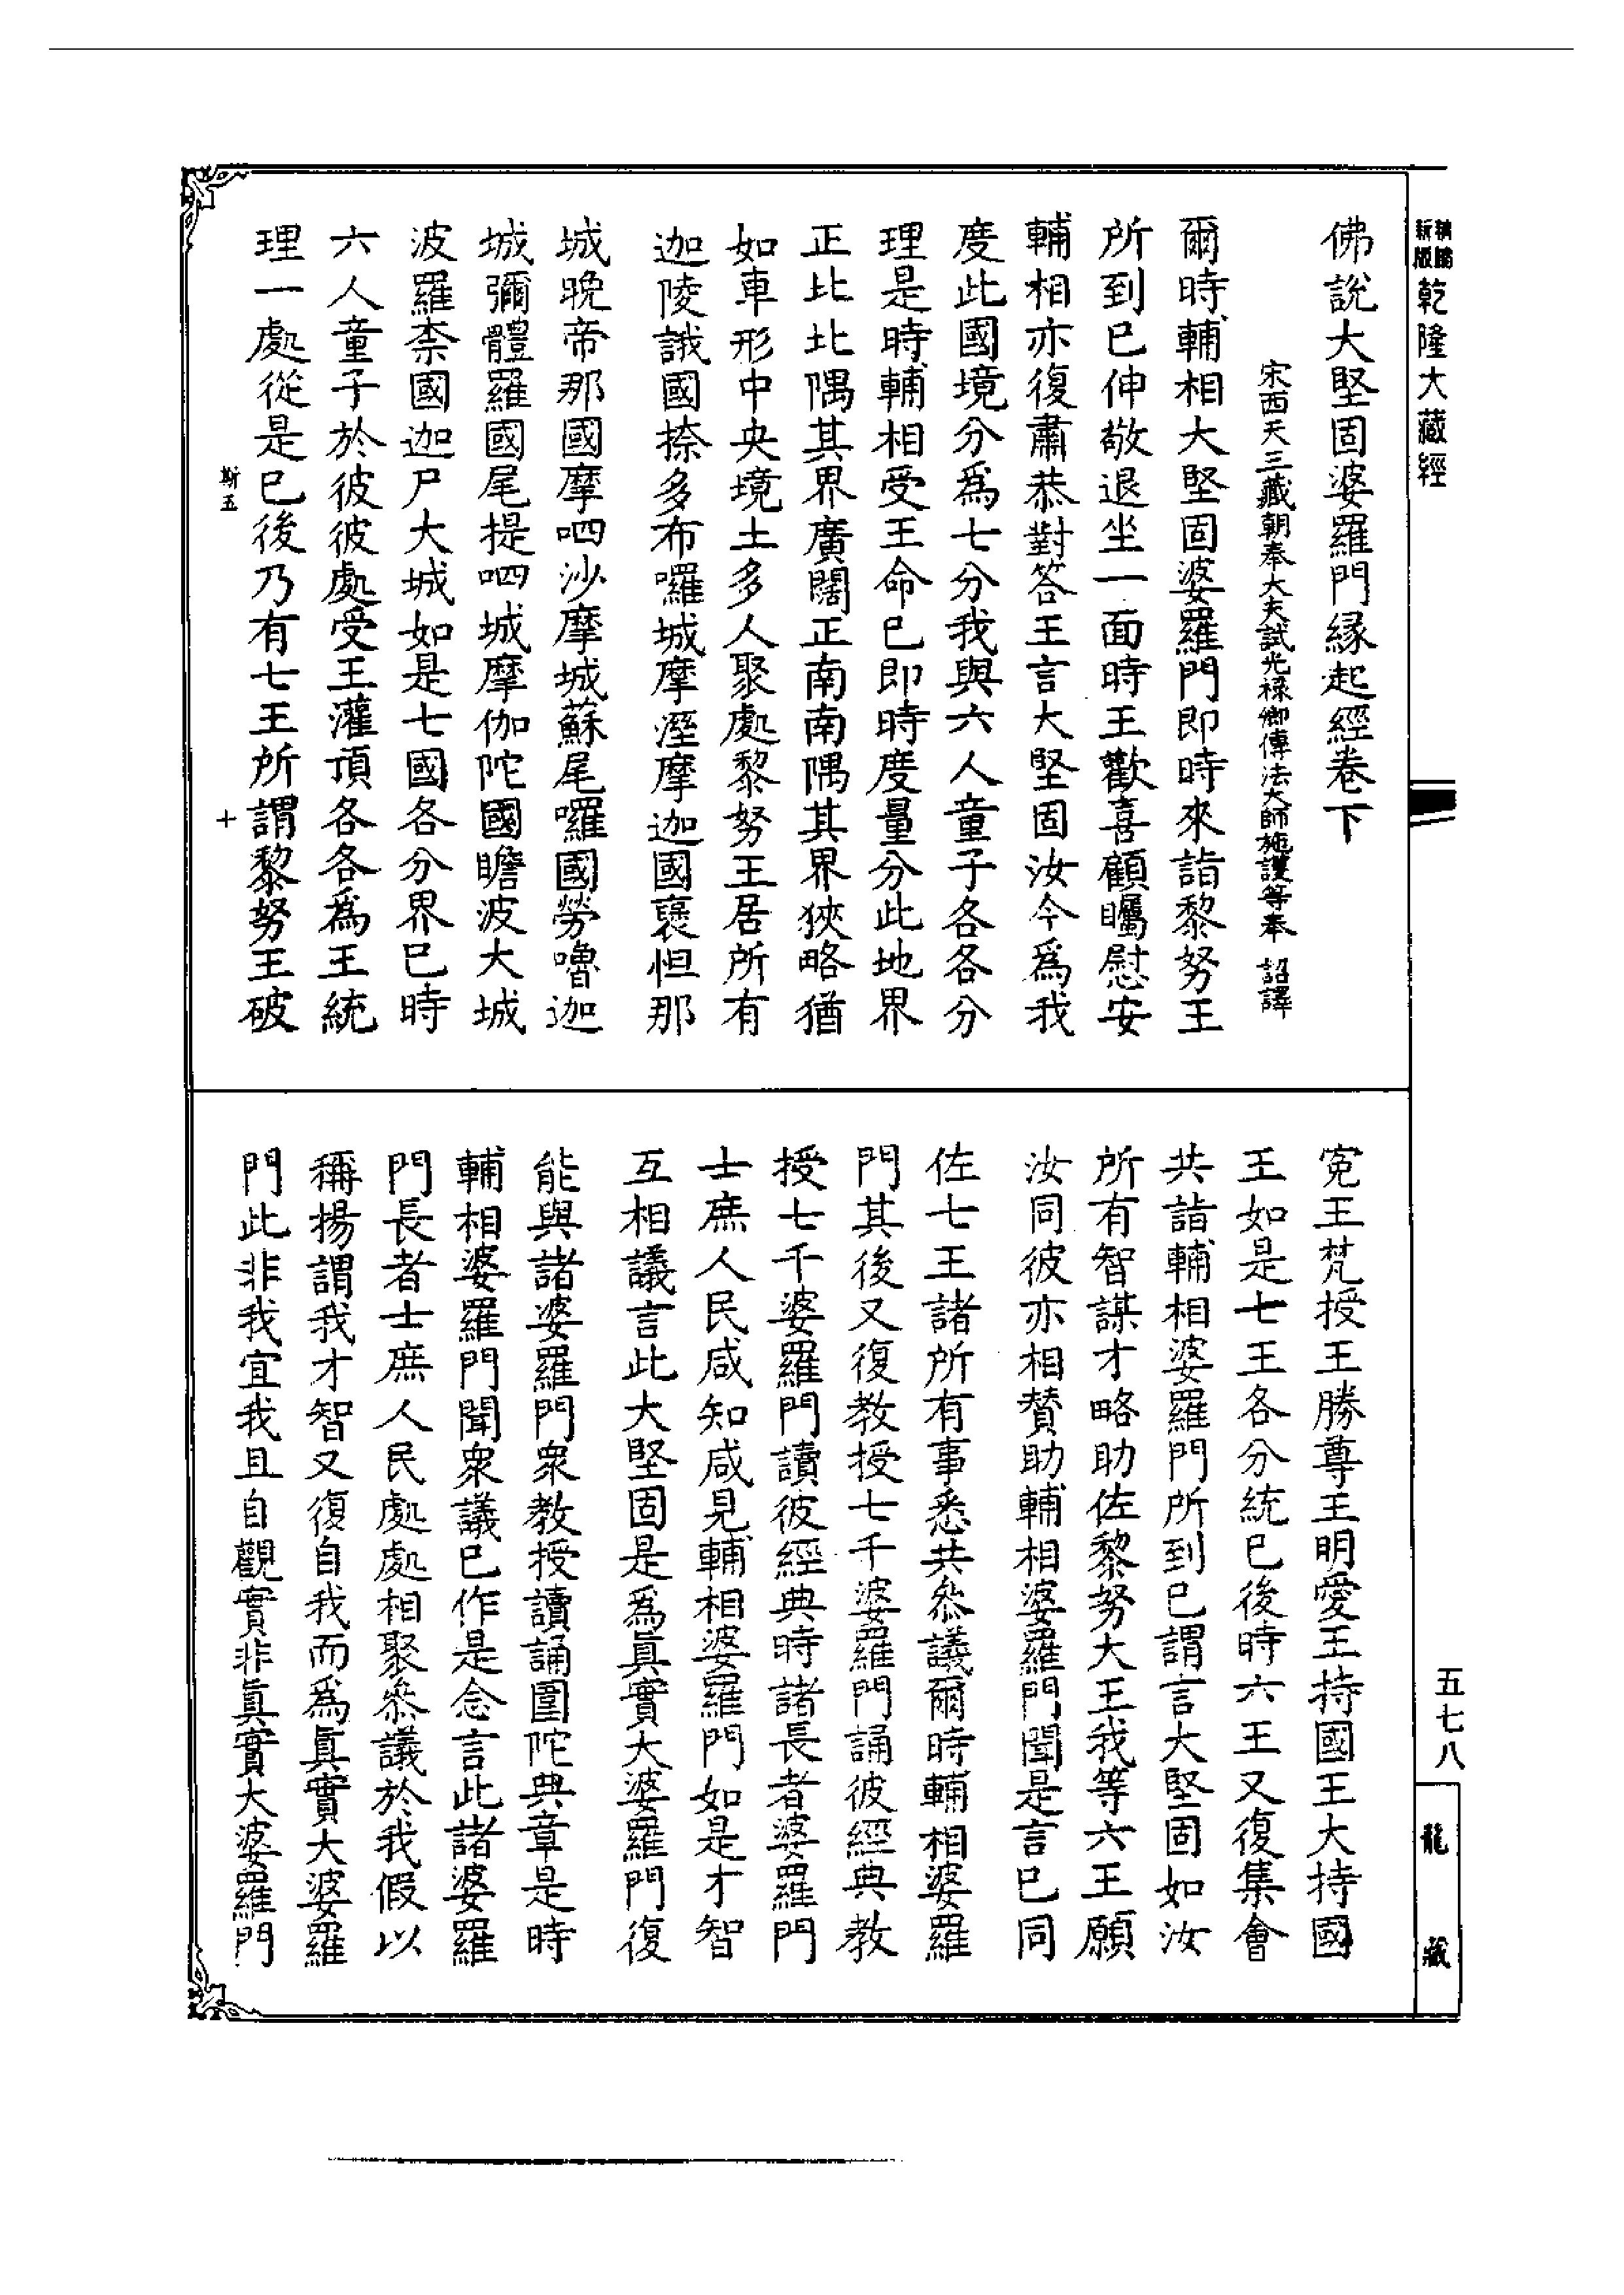 新版精縮乾隆大藏經
佛說大堅固婆羅門緣起經卷下
宋西天三藏朝奉大夫試光祿卿傳法大師施護等奉 詔譯
爾時輔相大堅固婆羅門即時來詣黎努王
所到已伸敬退坐一面時王歡喜顧矚慰安
輔相亦復肅恭對答王言大堅固汝今爲我
度此國境分爲七分我與六人童子各各分
理是時輔相受王命已即時度量分此地界
正北北隅其界廣闊正南南隅其界狹略猶
如車形中央境土多人聚處黎努王居所有
迦陵誐國捺多布囉城摩溼摩迦國裒怛那
城晚帝那國摩呬沙摩城蘇尾囉國勞嚕迦
城彌體羅國尾提呬城摩伽陀國瞻波大城
波羅柰國迦尸大城如是七國各分界已時
六人童子於彼彼處受王灌頂各各爲王統
理一處從是已後乃有七王所謂黎努王破
斯五
十
冤王梵授王勝尊王明愛王持國王大持國
王如是七王各分統已後時六王又復集會
共詣輔相婆羅門所到已謂言大堅固如汝
所有智謀才略助佐黎努大王我等六王願
汝同彼亦相贊助輔相婆羅門聞是言已同
佐七王諸所有事悉共叅議爾時輔相婆羅
門其後又復教授七千婆羅門誦彼經典教
授七千婆羅門讀彼經典時諸長者婆羅門
士庶人民咸知咸見輔相婆羅門如是才智
互相議言此大堅固是爲眞實大婆羅門復
能與諸婆羅門衆教授讀誦圍陀典章是時
輔相婆羅門聞衆議已作是念言此諸婆羅
門長者士庶人民處處相聚叅議於我假以
稱揚謂我才智又復自我而爲眞實大婆羅
門此非我宜我且自觀實非眞實大婆羅門
五七八
龍藏